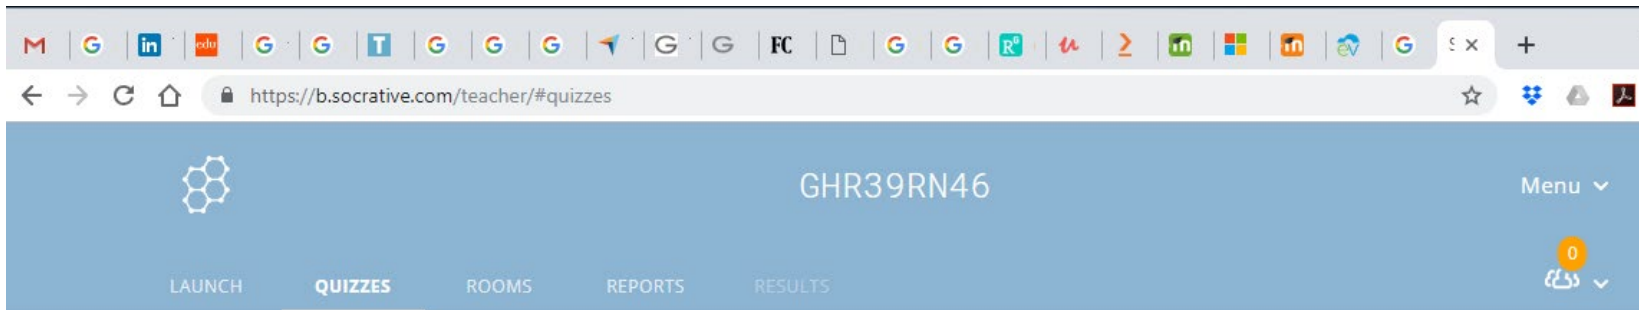 https://b.socrative.com/teacher/#quizzes
GHR39RN46
Menu
0
LAUNCH QUIZZES ROOMS REPORTS RESULTS